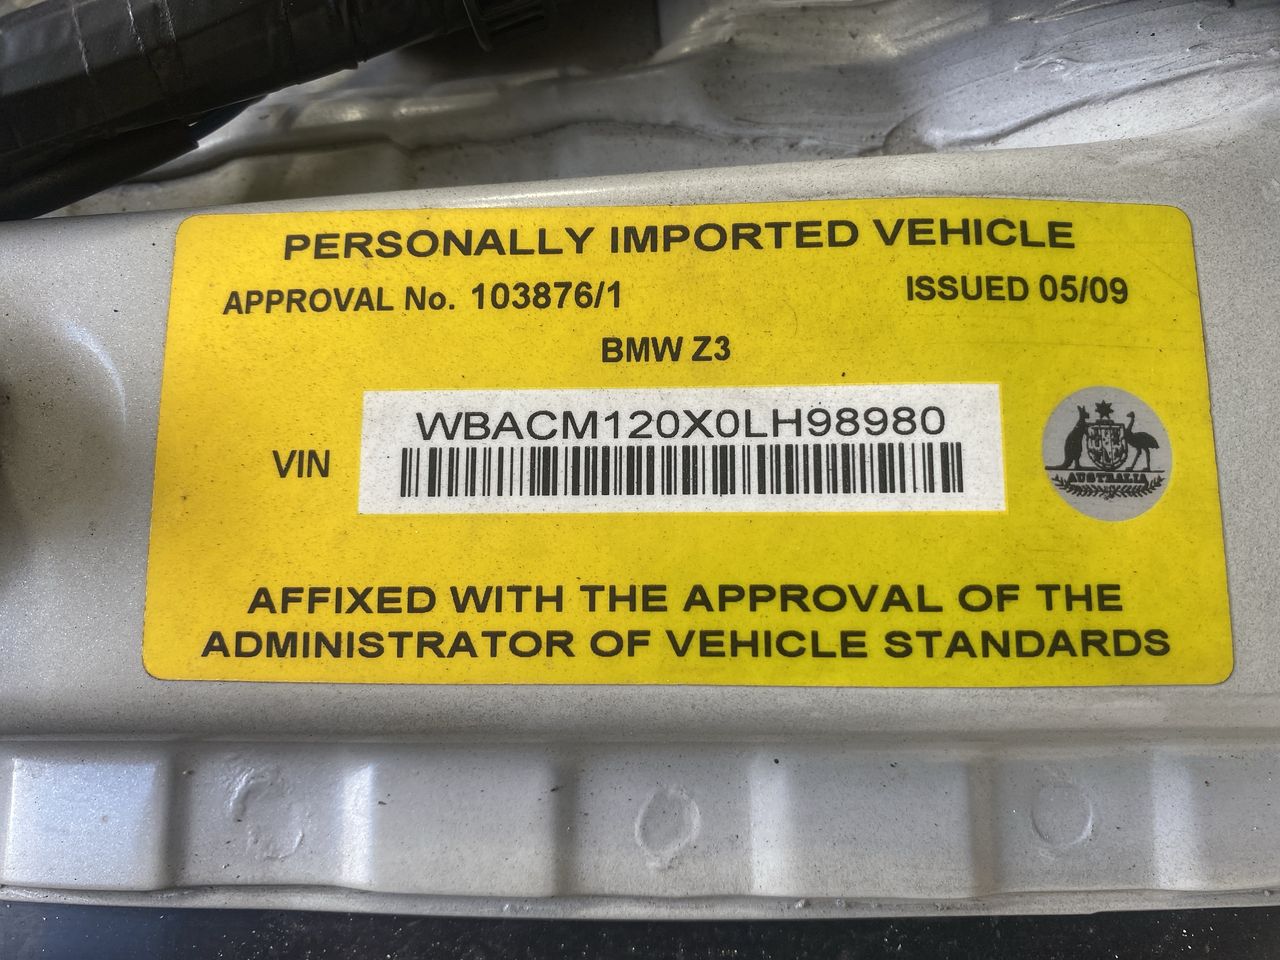 PERSONALLY IMPORTED VEHICLE
APPROVAL No. 103876/1 ISSUED 05/09
BMW Z3
WBACM120X0LH98980
VIN
AUSTRALIA
AFFIXED WITH THE APPROVAL OF THE
ADMINISTRATOR OF VEHICLE STANDARDS